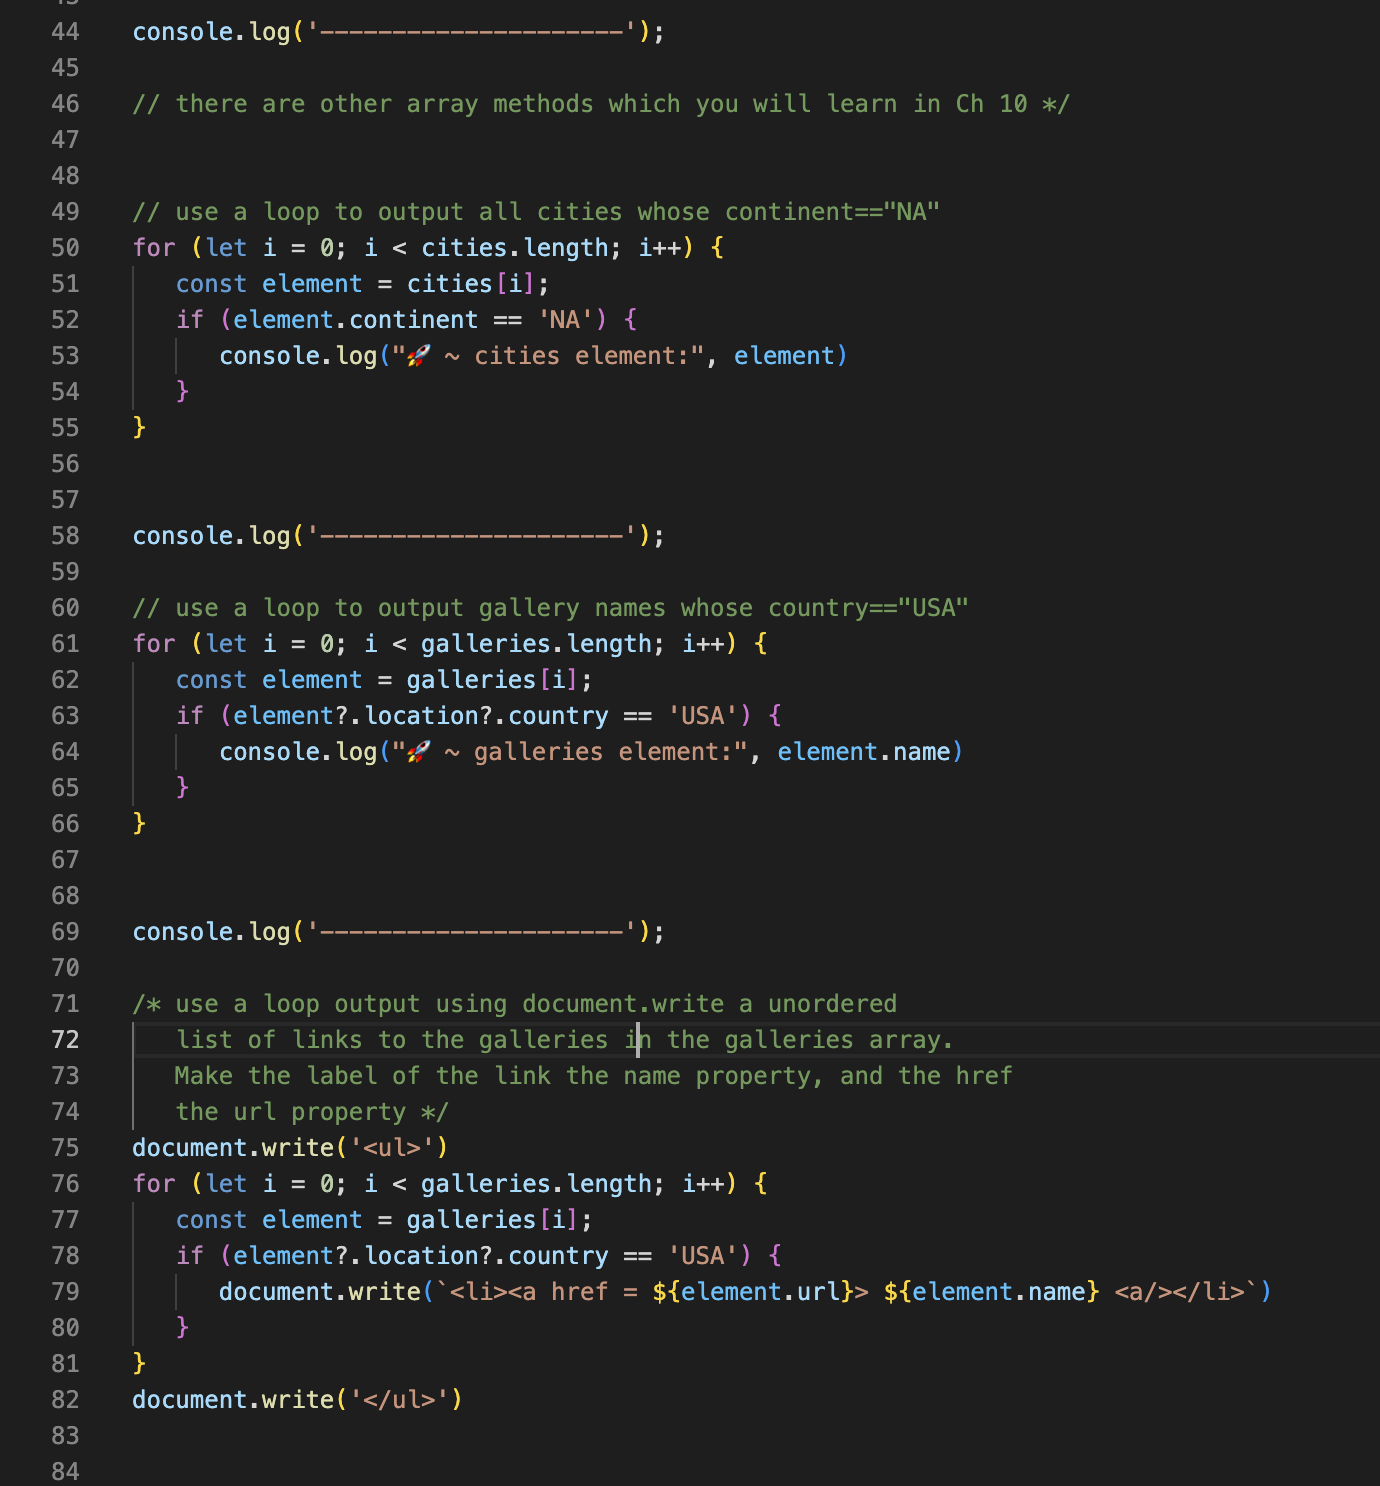 44 console.log('---------------------');
45
46 // there are other array methods which you will learn in Ch 10 */
47
48
49 // use a loop to output all cities whose continent=="NA"
50 for (let i = 0; i < cities.length; i++) {
51 const element = cities[i];
52 if (element.continent == 'NA') {
53 console.log("🚀 ~ cities element:", element)
54 }
55 }
56
57
58 console.log('---------------------');
59
60 // use a loop to output gallery names whose country=="USA"
61 for (let i = 0; i < galleries.length; i++) {
62 const element = galleries[i];
63 if (element?.location?.country == 'USA') {
64 console.log("🚀 ~ galleries element:", element.name)
65 }
66 }
67
68
69 console.log('---------------------');
70
71 /* use a loop output using document.write a unordered
72 list of links to the galleries in the galleries array.
73 Make the label of the link the name property, and the href
74 the url property */
75 document.write('<ul>')
76 for (let i = 0; i < galleries.length; i++) {
77 const element = galleries[i];
78 if (element?.location?.country == 'USA') {
79 document.write(`<li><a href = ${element.url}> ${element.name} <a/></li>`)
80 }
81 }
82 document.write('</ul>')
83
84